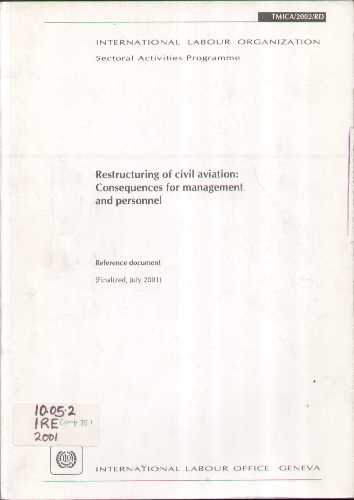 TMICA/2002/RD
INTERNATIONAL LABOUR ORGANIZATION
Sectoral Activities Programme
Restructuring of civil aviation:
Consequences for management
and personnel
Reference document
(Finalized, July 2001)
10.05.2
IRE Comp 351
2001
INTERNATIONAL LABOUR OFFICE GENEVA